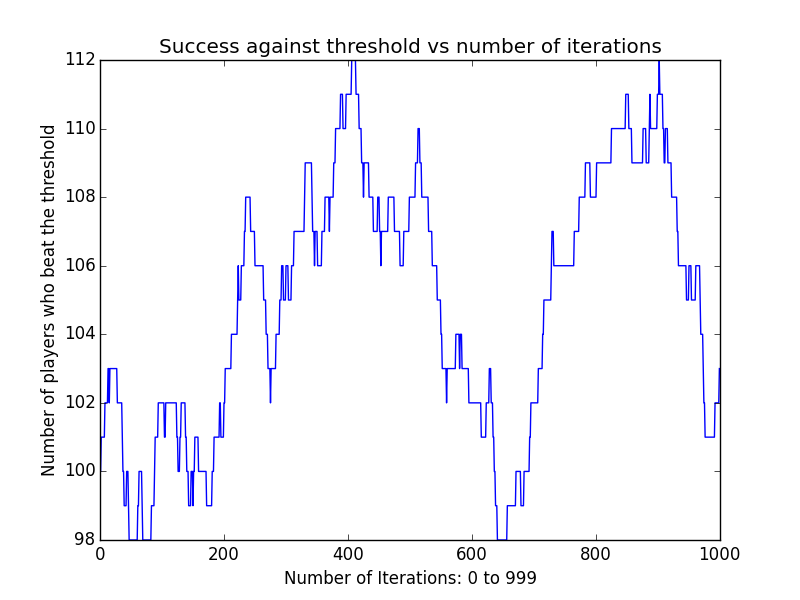 Success against threshold vs number of iterations
112
110
108
106
104
102
100
98
Number of players who beat the threshold
0 200 400 600 800 1000
Number of Iterations: 0 to 999